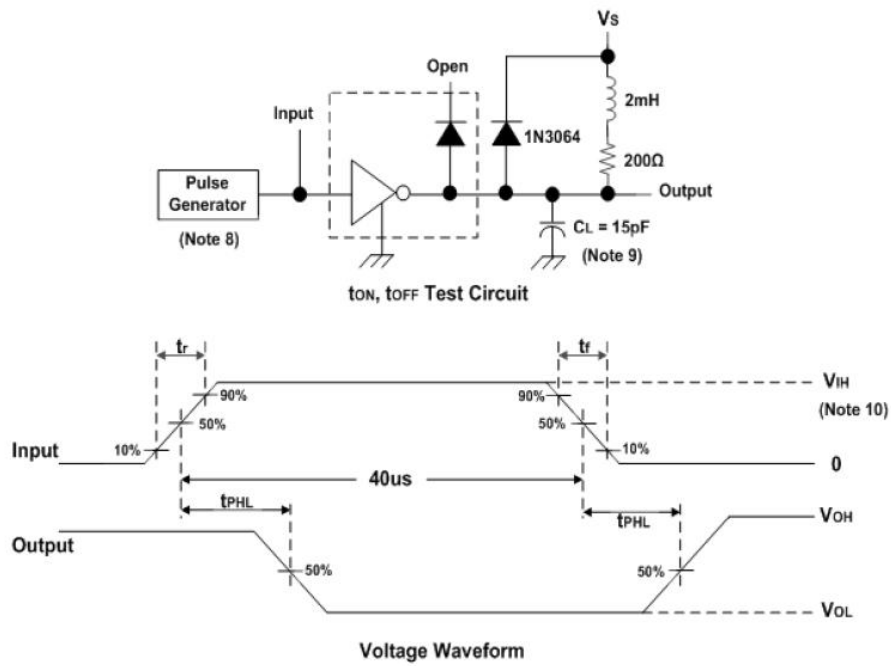 Vs
Open
2mH
Input
1N3064
200Ω
Pulse
Generator
Output
(Note 8)
CL = 15pF
(Note 9)
tON, tOFF Test Circuit
tr
tf
90%
90%
VIH
(Note 10)
50%
50%
Input
10%
10%
0
40us
tPHL
tPHL
VOH
Output
50%
50%
VOL
Voltage Waveform